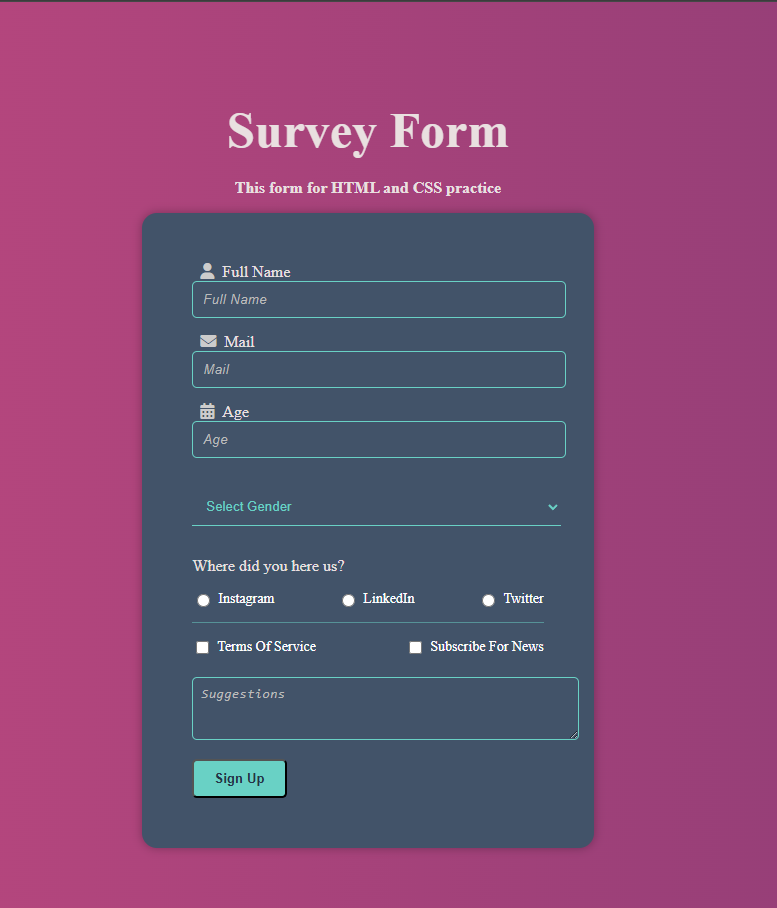 Survey Form
This form for HTML and CSS practice
Full Name
Full Name
Mail
Mail
Age
Age
Select Gender
Where did you here us?
Instagram LinkedIn Twitter
Terms Of Service Subscribe For News
Suggestions
Sign Up